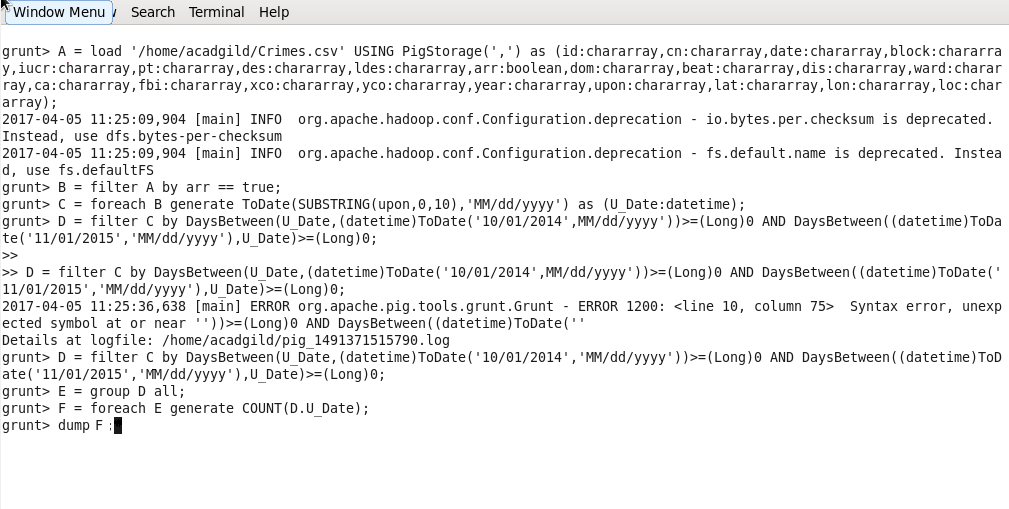 Window Menu Search Terminal Help
grunt> A = load '/home/acadgild/Crimes.csv' USING PigStorage(',') as (id:chararray,cn:chararray,date:chararray,block:chararra
y,iucr:chararray,pt:chararray,des:chararray,ldes:chararray,arr:boolean,dom:chararray,beat:chararray,dis:chararray,ward:charar
ray,ca:chararray,fbi:chararray,xco:chararray,yco:chararray,year:chararray,upon:chararray,lat:chararray,lon:chararray,loc:char
array);
2017-04-05 11:25:09,904 [main] INFO  org.apache.hadoop.conf.Configuration.deprecation - io.bytes.per.checksum is deprecated.
Instead, use dfs.bytes-per-checksum
2017-04-05 11:25:09,904 [main] INFO  org.apache.hadoop.conf.Configuration.deprecation - fs.default.name is deprecated. Instea
d, use fs.defaultFS
grunt> B = filter A by arr == true;
grunt> C = foreach B generate ToDate(SUBSTRING(upon,0,10),'MM/dd/yyyy') as (U_Date:datetime);
grunt> D = filter C by DaysBetween(U_Date,(datetime)ToDate('10/01/2014',MM/dd/yyyy'))>=(Long)0 AND DaysBetween((datetime)ToDa
te('11/01/2015','MM/dd/yyyy'),U_Date)>=(Long)0;
>>
>> D = filter C by DaysBetween(U_Date,(datetime)ToDate('10/01/2014',MM/dd/yyyy'))>=(Long)0 AND DaysBetween((datetime)ToDate('
11/01/2015','MM/dd/yyyy'),U_Date)>=(Long)0;
2017-04-05 11:25:36,638 [main] ERROR org.apache.pig.tools.grunt.Grunt - ERROR 1200: <line 10, column 75>  Syntax error, unexp
ected symbol at or near ''))>=(Long)0 AND DaysBetween((datetime)ToDate(''
Details at logfile: /home/acadgild/pig_1491371515790.log
grunt> D = filter C by DaysBetween(U_Date,(datetime)ToDate('10/01/2014','MM/dd/yyyy'))>=(Long)0 AND DaysBetween((datetime)ToD
ate('11/01/2015','MM/dd/yyyy'),U_Date)>=(Long)0;
grunt> E = group D all;
grunt> F = foreach E generate COUNT(D.U_Date);
grunt> dump F